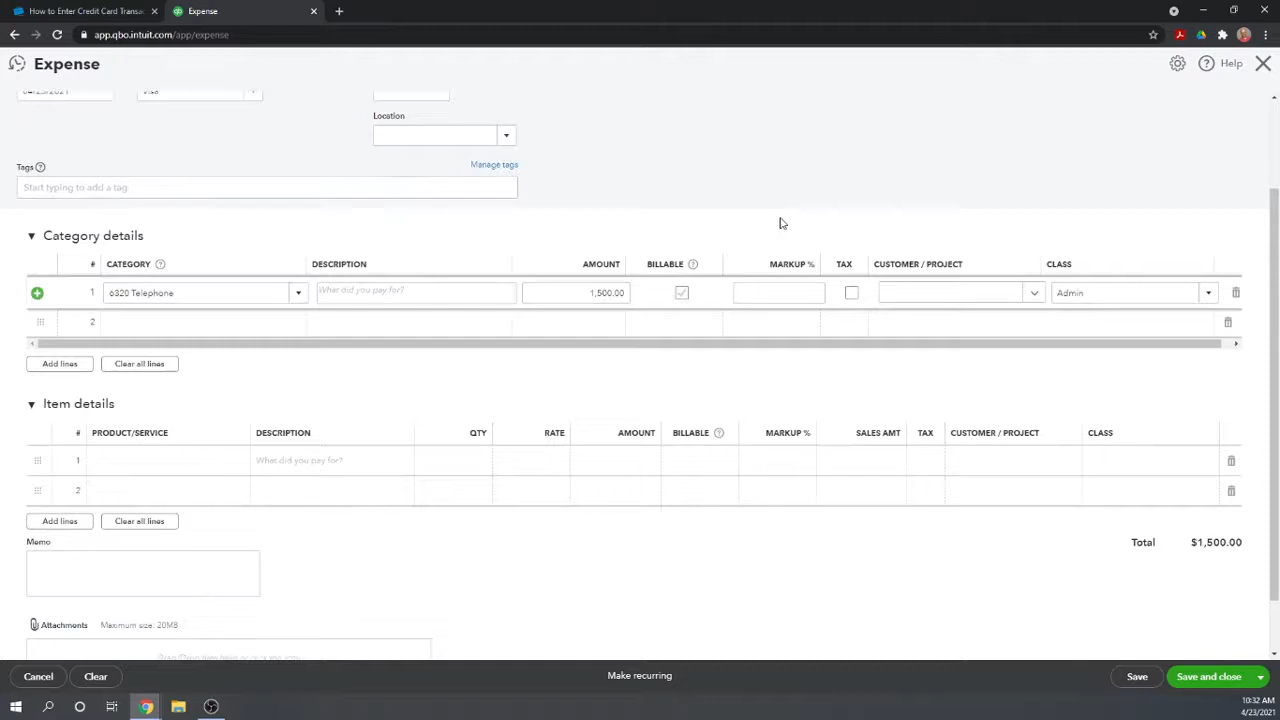 How to Enter Credit Card Transac
Expense
app.qbo.intuit.com/app/expense
Expense
Help
04/23/2021
Visa
Location
Tags
Manage tags
Start typing to add a tag
Category details
# CATEGORY DESCRIPTION AMOUNT BILLABLE MARKUP % TAX CUSTOMER / PROJECT CLASS
1 6320 Telephone What did you pay for? 1,500.00 Admin
2
Add lines Clear all lines
Item details
# PRODUCT/SERVICE DESCRIPTION QTY RATE AMOUNT BILLABLE MARKUP % SALES AMT TAX CUSTOMER / PROJECT CLASS
1 What did you pay for?
2
Add lines Clear all lines
Memo
Total $1,500.00
Attachments Maximum size: 20MB
Cancel Clear Make recurring Save Save and close
10:32 AM
4/23/2021